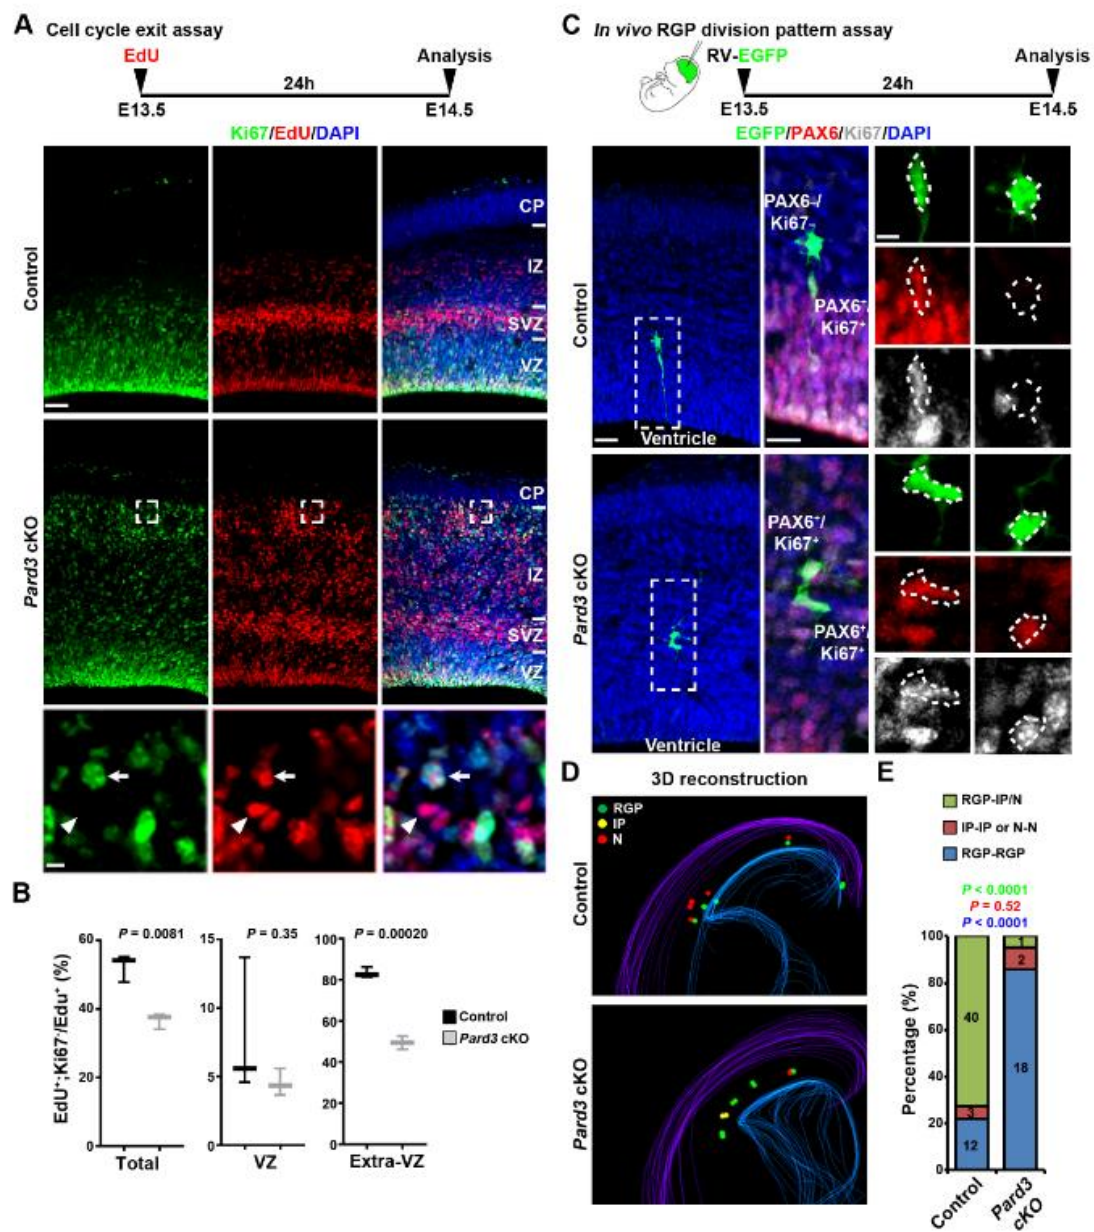 A Cell cycle exit assay
EdU
Analysis
24h
E13.5
E14.5
Ki67/EdU/DAPI
Control
CP
IZ
SVZ
VZ
Pard3 cKO
CP
IZ
SVZ
VZ
B
EdU⁺;Ki67⁻/Edu⁺ (%)
P = 0.0081
60
40
20
0
Total
P = 0.35
15
10
5
0
VZ
P = 0.00020
100
80
60
40
20
0
Extra-VZ
Control
Pard3 cKO
C In vivo RGP division pattern assay
RV-EGFP
Analysis
24h
E13.5
E14.5
EGFP/PAX6/Ki67/DAPI
Control
Ventricle
PAX6⁻/
Ki67⁻
PAX6⁺/
Ki67⁺
Pard3 cKO
Ventricle
PAX6⁺/
Ki67⁺
PAX6⁺/
Ki67⁺
D 3D reconstruction
RGP
IP
N
Control
Pard3 cKO
E
RGP-IP/N
IP-IP or N-N
RGP-RGP
P < 0.0001
P = 0.52
P < 0.0001
Percentage (%)
100
80
60
40
20
0
40
3
12
1
2
18
Control
Pard3
cKO